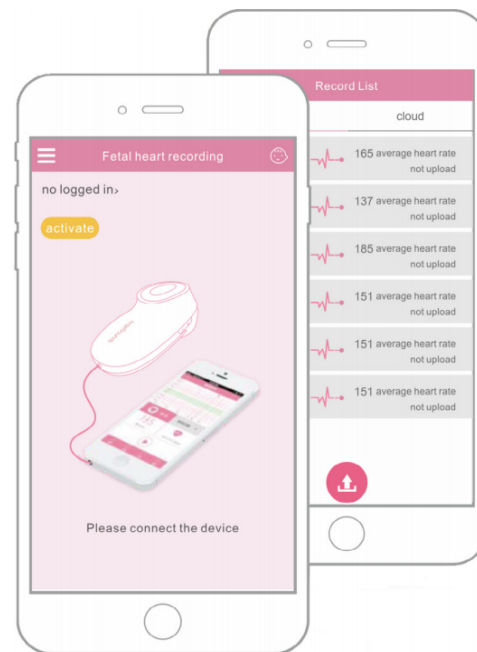 Fetal heart recording
no logged in›
activate
185
Please connect the device
Record List
cloud
165 average heart rate
not upload
137 average heart rate
not upload
185 average heart rate
not upload
151 average heart rate
not upload
151 average heart rate
not upload
151 average heart rate
not upload